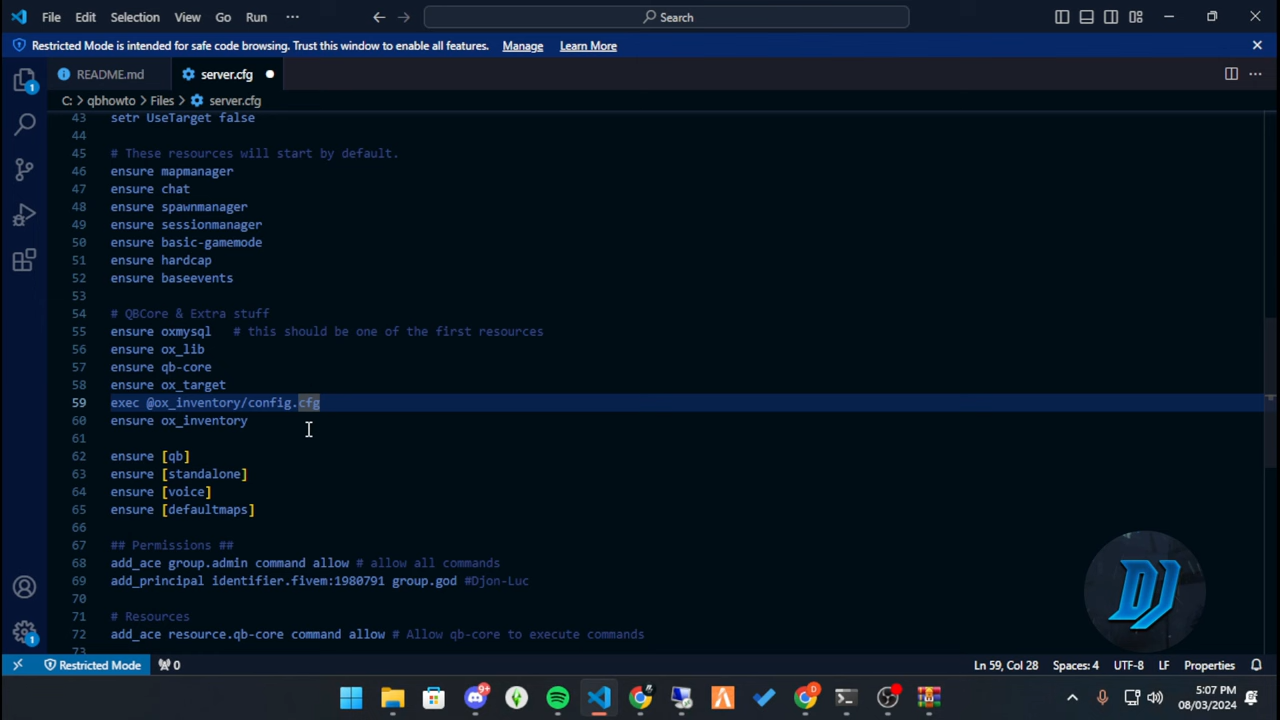 File Edit Selection View Go Run ··· Search
Restricted Mode is intended for safe code browsing. Trust this window to enable all features. Manage Learn More
README.md server.cfg
C: > qbhowto > Files > server.cfg
43 setr UseTarget false
44
45 # These resources will start by default.
46 ensure mapmanager
47 ensure chat
48 ensure spawnmanager
49 ensure sessionmanager
50 ensure basic-gamemode
51 ensure hardcap
52 ensure baseevents
53
54 # QBCore & Extra stuff
55 ensure oxmysql # this should be one of the first resources
56 ensure ox_lib
57 ensure qb-core
58 ensure ox_target
59 exec @ox_inventory/config.cfg
60 ensure ox_inventory
61
62 ensure [qb]
63 ensure [standalone]
64 ensure [voice]
65 ensure [defaultmaps]
66
67 ## Permissions ##
68 add_ace group.admin command allow # allow all commands
69 add_principal identifier.fivem:1980791 group.god #Djon-Luc
70
71 # Resources
72 add_ace resource.qb-core command allow # Allow qb-core to execute commands
73
1
1
DJ
Restricted Mode 0 Ln 59, Col 28 Spaces: 4 UTF-8 LF Properties
9+ D
5:07 PM
08/03/2024